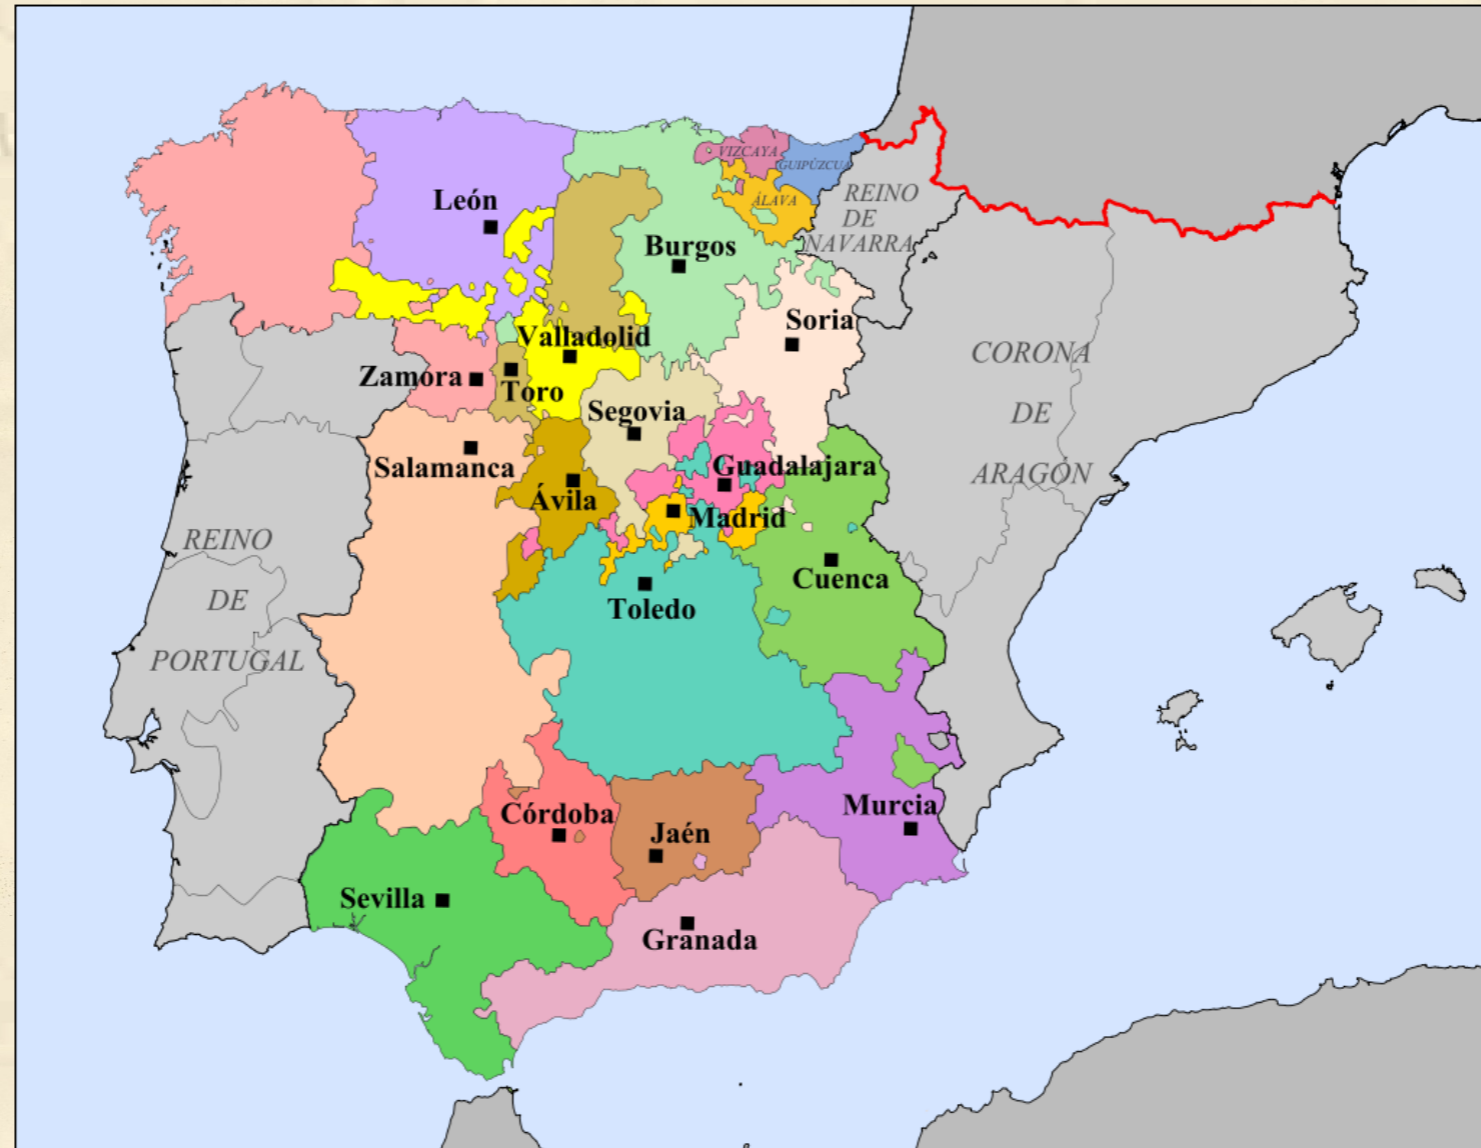 VIZCAYA
GUIPÚZCUA
León
ÁLAVA
REINO
DE
NAVARRA
Burgos
Soria
Valladolid
CORONA
Zamora
Toro
Segovia
DE
Salamanca
Guadalajara
ARAGÓN
Ávila
Madrid
REINO
Cuenca
DE
Toledo
PORTUGAL
Murcia
Córdoba
Jaén
Sevilla
Granada